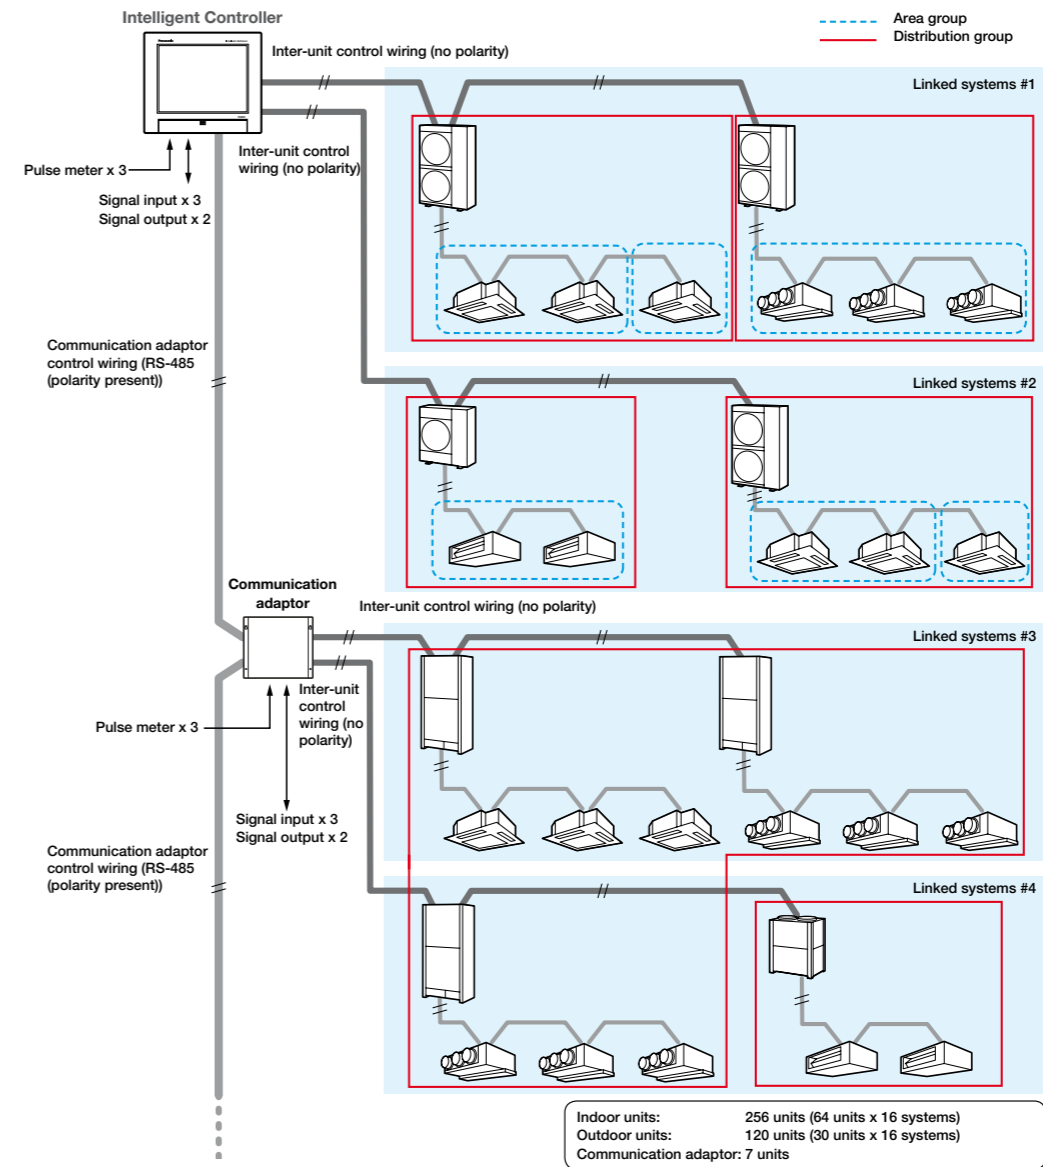 Intelligent Controller
Area group
Distribution group
Panasonic
Inter-unit control wiring (no polarity)
Linked systems #1
Inter-unit control
wiring (no polarity)
Pulse meter x 3
Signal input x 3
Signal output x 2
Communication adaptor
control wiring (RS-485
(polarity present))
Linked systems #2
Communication
adaptor
Inter-unit control wiring (no polarity)
Linked systems #3
Inter-unit
control
wiring (no
polarity)
Pulse meter x 3
Signal input x 3
Signal output x 2
Communication adaptor
control wiring (RS-485
(polarity present))
Linked systems #4
Indoor units: 256 units (64 units x 16 systems)
Outdoor units: 120 units (30 units x 16 systems)
Communication adaptor: 7 units